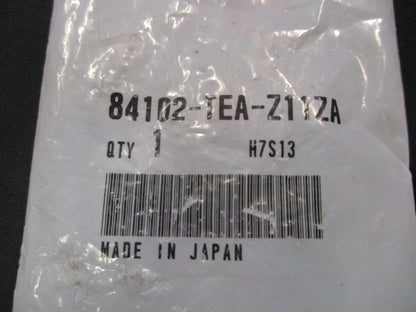 84102-TEA-Z11ZA
QTY 1 H7S13
MADE IN JAPAN